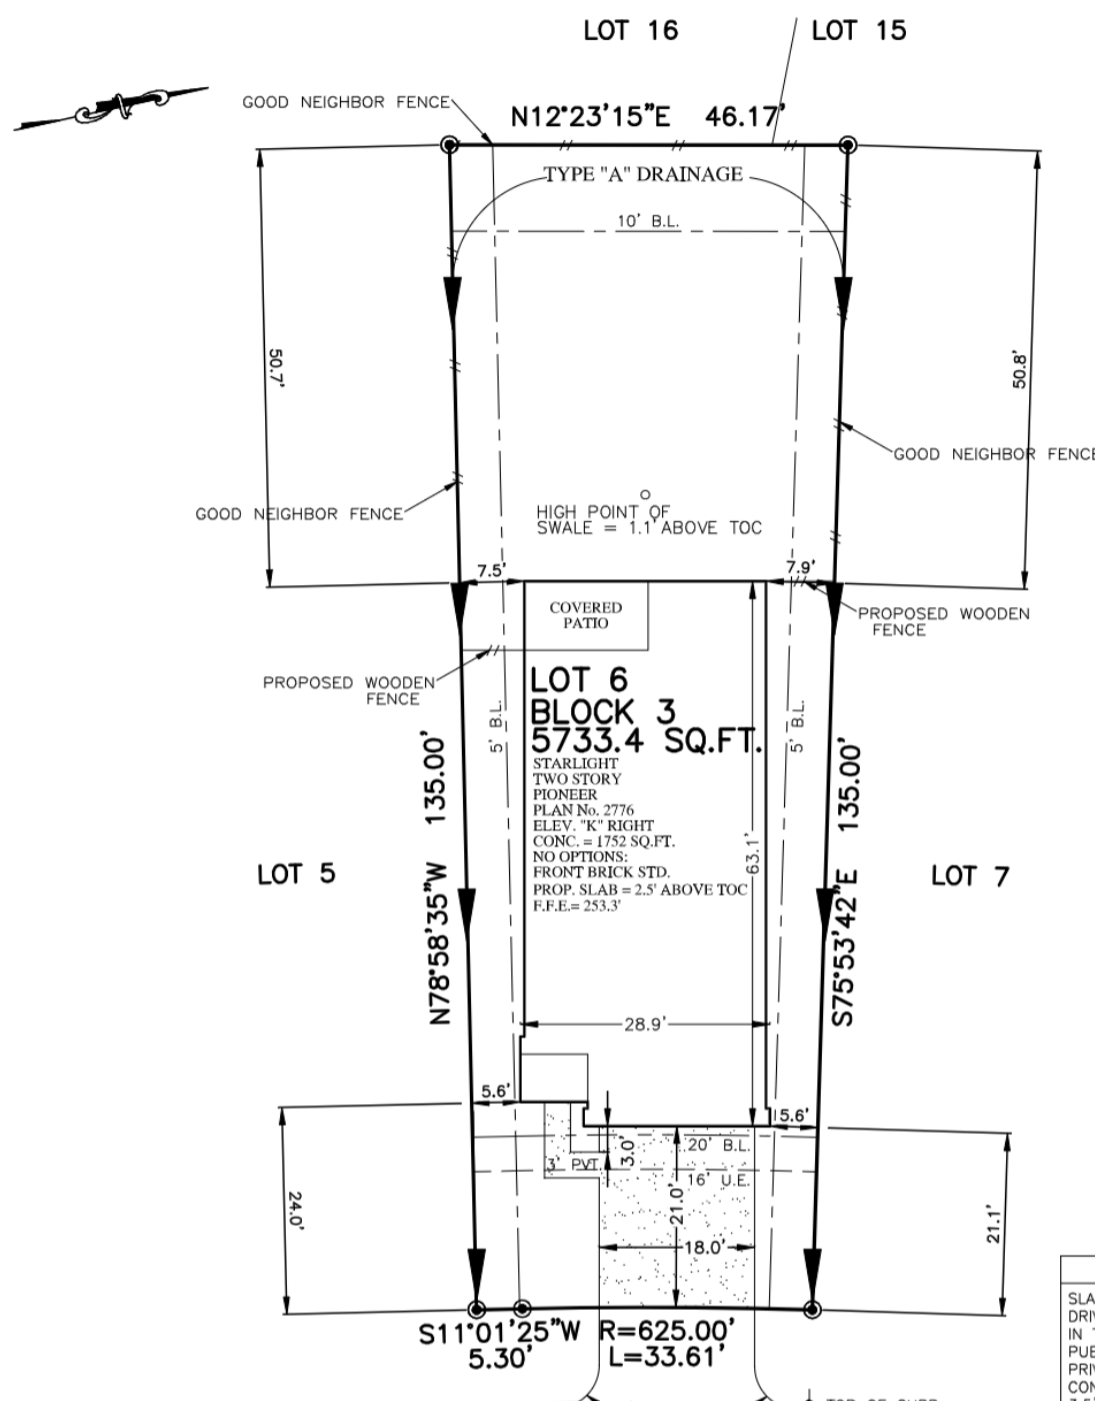 LOT 16
LOT 15
GOOD NEIGHBOR FENCE
N12°23'15"E 46.17'
TYPE "A" DRAINAGE
10' B.L.
50.7'
50.8'
GOOD NEIGHBOR FENCE
GOOD NEIGHBOR FENCE
HIGH POINT OF
SWALE = 1.1' ABOVE TOC
7.5'
7.9'
COVERED
PATIO
PROPOSED WOODEN
FENCE
PROPOSED WOODEN
FENCE
LOT 6
BLOCK 3
5733.4 SQ.FT.
5' B.L.
5' B.L.
STARLIGHT
TWO STORY
PIONEER
PLAN No. 2776
ELEV. "K" RIGHT
CONC. = 1752 SQ.FT.
NO OPTIONS:
FRONT BRICK STD.
PROP. SLAB = 2.5' ABOVE TOC
F.F.E.= 253.3'
63.1'
N78°58'35"W 135.00'
S75°53'42"E 135.00'
LOT 5
LOT 7
28.9'
5.6'
5.6'
20' B.L.
3.0'
3' PVT.
16' U.E.
24.0'
21.0'
21.1'
18.0'
S11°01'25"W R=625.00'
5.30' L=33.61'
SLA
DRIV
IN T
PUB
PRIV
CON